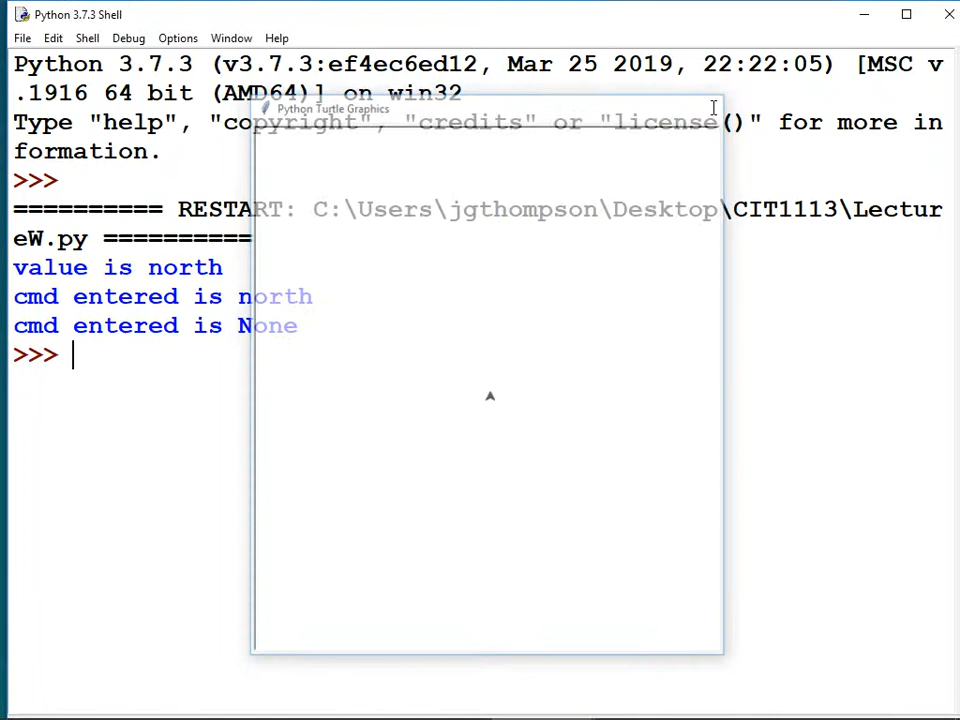 Python 3.7.3 Shell
File Edit Shell Debug Options Window Help
Python 3.7.3 (v3.7.3:ef4ec6ed12, Mar 25 2019, 22:22:05) [MSC v
.1916 64 bit (AMD64)] on win32
Python Turtle Graphics
Type "help", "copyright", "credits" or "license()" for more in
formation.
>>>
========== RESTART: C:\Users\jgthompson\Desktop\CIT1113\Lectur
eW.py ==========
value is north
cmd entered is north
cmd entered is None
>>>